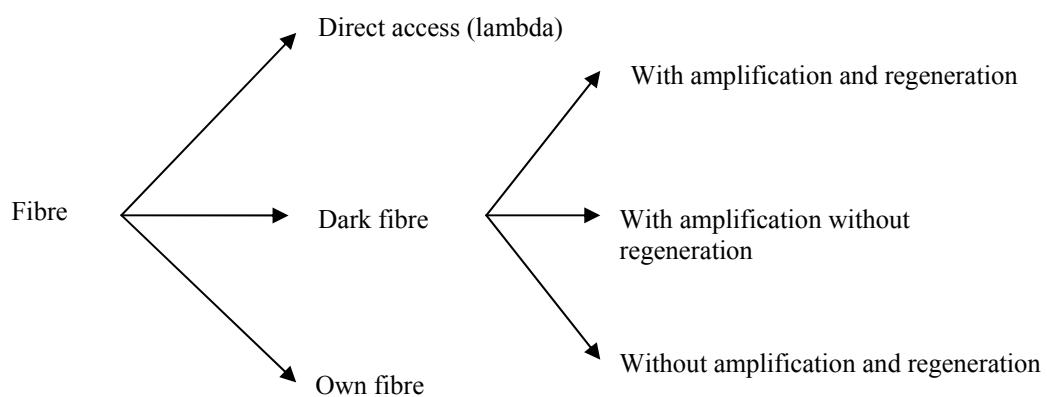 Direct access (lambda)
With amplification and regeneration
Fibre
Dark fibre
With amplification without
regeneration
Without amplification and regeneration
Own fibre